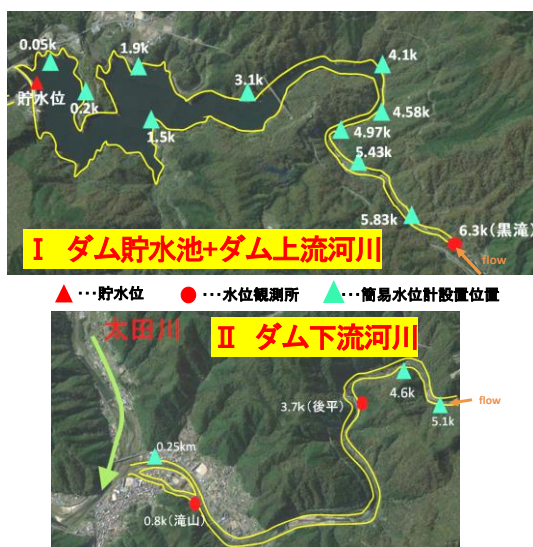 0.05k
1.9k
4.1k
3.1k
貯水位
0.2k
1.5k
4.58k
4.97k
5.43k
5.83k
6.3k(黒滝)
Ⅰ ダム貯水池+ダム上流河川
flow
▲・・・貯水位 ●・・・水位観測所 ▲・・・簡易水位計設置位置
太田川
Ⅱ ダム下流河川
3.7k(後平)
4.6k
flow
5.1k
0.25km
0.8k(滝山)